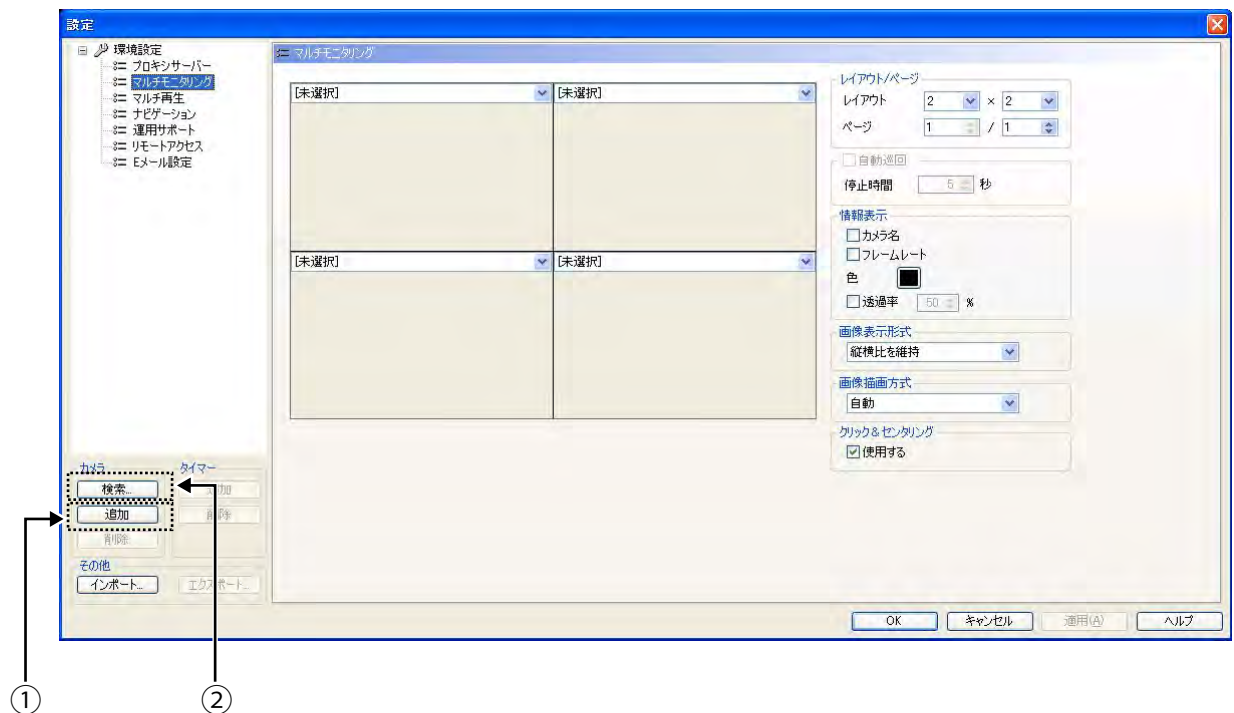 設定
環境設定
プロキシサーバー
マルチモニタリング
マルチ再生
ナビゲーション
運用サポート
リモートアクセス
Eメール設定
マルチモニタリング
[未選択] [未選択]
[未選択] [未選択]
レイアウト/ページ
レイアウト 2 × 2
ページ 1 / 1
自動巡回
停止時間 5 秒
情報表示
カメラ名
フレームレート
色
透過率 50 %
画像表示形式
縦横比を維持
画像描画方式
自動
クリック&センタリング
使用する
カメラ タイマー
検索... 追加
追加 削除
削除
その他
インポート... エクスポート...
OK キャンセル 適用(A) ヘルプ
① ②